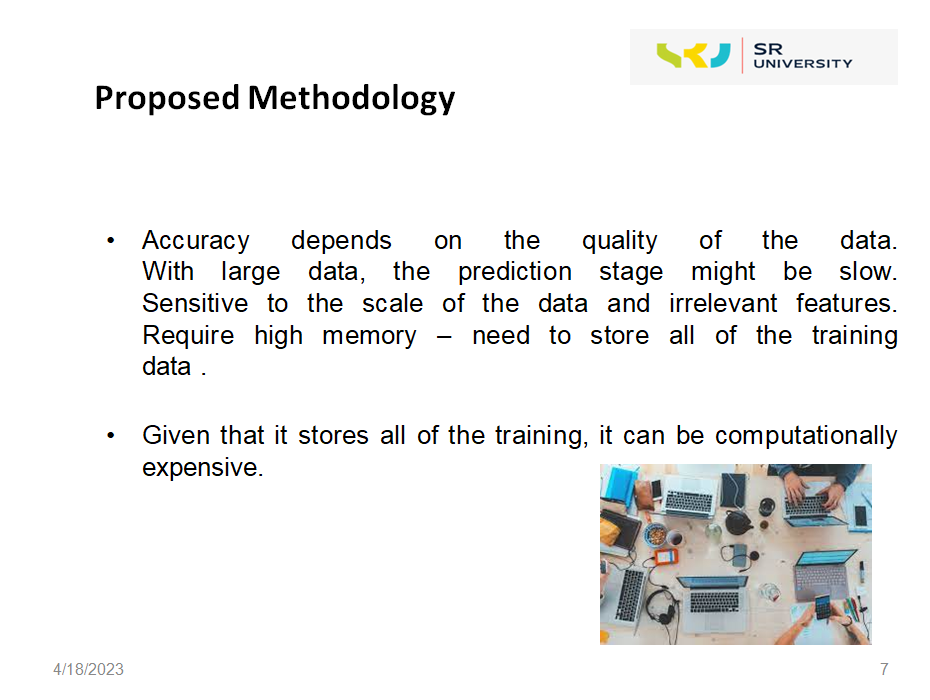 SR
UNIVERSITY
Proposed Methodology
• Accuracy depends on the quality of the data.
With large data, the prediction stage might be slow.
Sensitive to the scale of the data and irrelevant features.
Require high memory – need to store all of the training
data .
• Given that it stores all of the training, it can be computationally
expensive.
4/18/2023
7